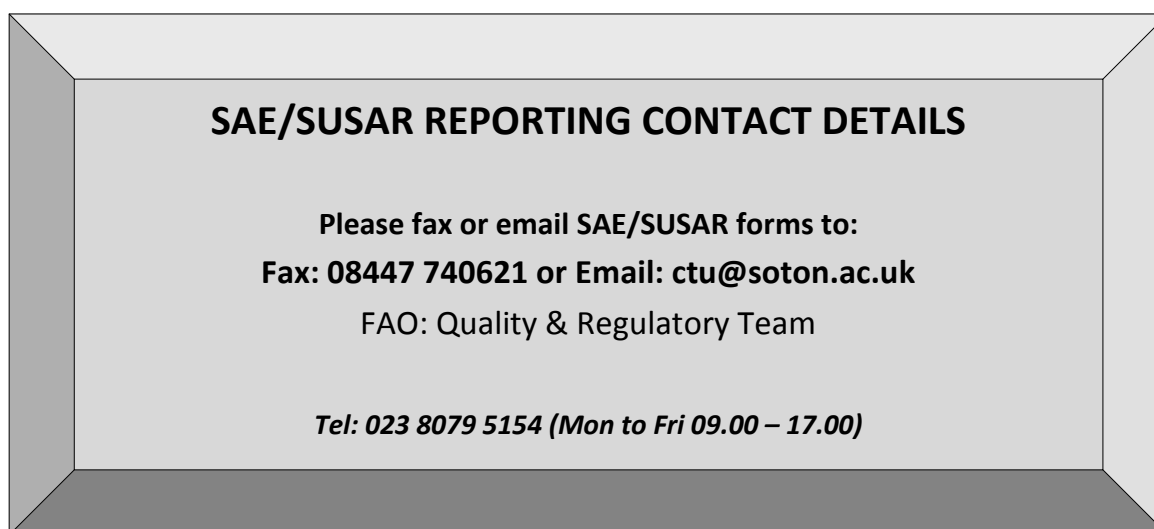 SAE/SUSAR REPORTING CONTACT DETAILS
Please fax or email SAE/SUSAR forms to:
Fax: 08447 740621 or Email: ctu@soton.ac.uk
FAO: Quality & Regulatory Team
Tel: 023 8079 5154 (Mon to Fri 09.00 – 17.00)